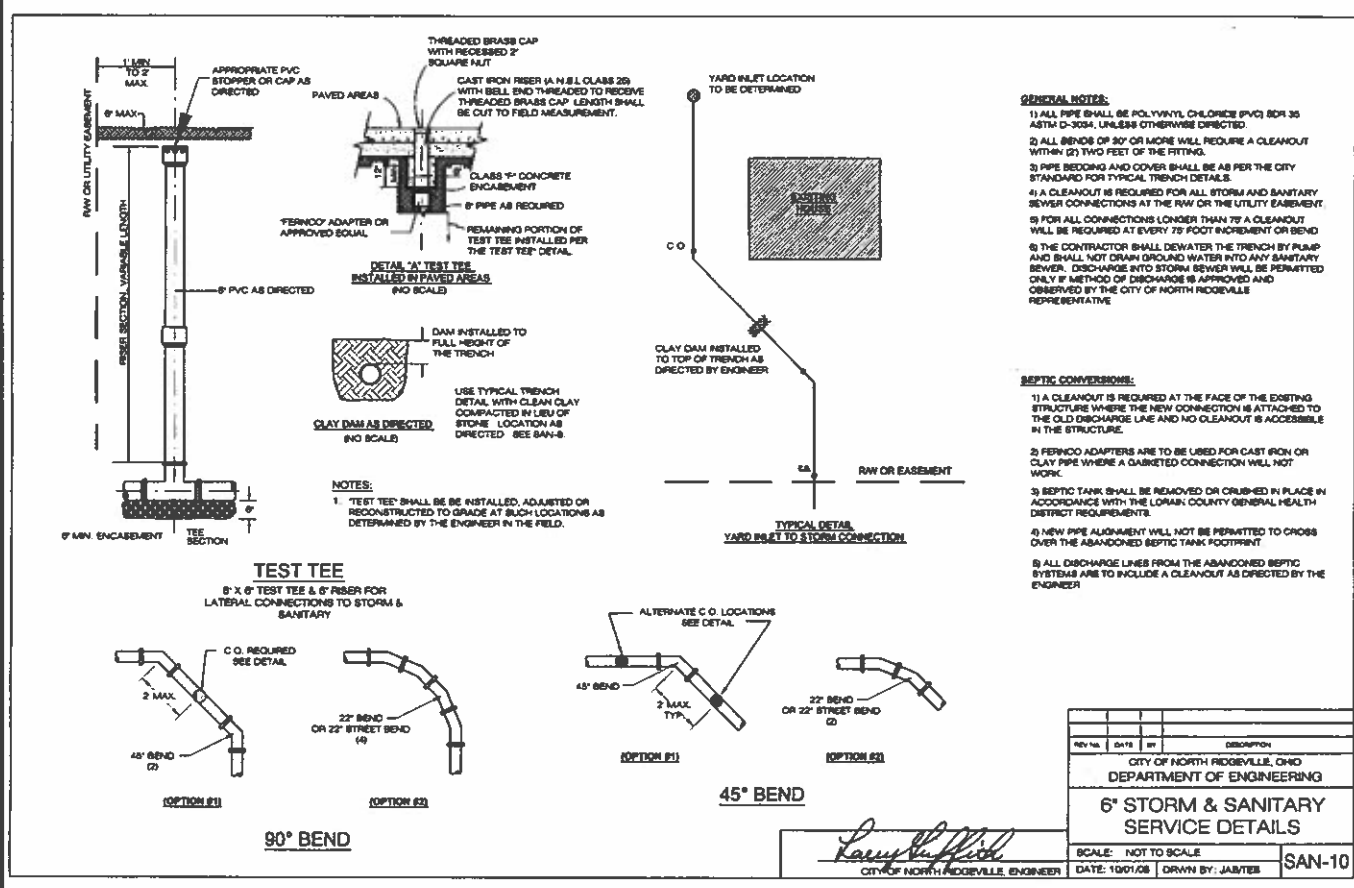 1' MIN
TO 2'
MAX.
APPROPRIATE PVC
STOPPER OR CAP AS
DIRECTED
6" MAX
R/W OR UTILITY EASEMENT
RISER SECTION, VARIABLE LENGTH
6" PVC AS DIRECTED
6"
6" MIN. ENCASEMENT
TEE
SECTION
TEST TEE
6" X 6" TEST TEE & 6" RISER FOR
LATERAL CONNECTIONS TO STORM &
SANITARY
THREADED BRASS CAP
WITH RECESSED 2"
SQUARE NUT
PAVED AREAS
CAST IRON RISER (A.N.S.I. CLASS 25)
WITH BELL END THREADED TO RECEIVE
THREADED BRASS CAP LENGTH SHALL
BE CUT TO FIELD MEASUREMENT.
12"
CLASS "F" CONCRETE
ENCASEMENT
6" PIPE AS REQUIRED
"FERNCO" ADAPTER OR
APPROVED EQUAL
REMAINING PORTION OF
TEST TEE INSTALLED PER
THE TEST TEE" DETAIL.
DETAIL "A" TEST TEE
INSTALLED IN PAVED AREAS
(NO SCALE)
DAM INSTALLED TO
FULL HEIGHT OF
THE TRENCH
USE TYPICAL TRENCH
DETAIL WITH CLEAN CLAY
COMPACTED IN LIEU OF
STONE LOCATION AS
DIRECTED SEE SAN-8.
CLAY DAM AS DIRECTED
(NO SCALE)
NOTES:
1. "TEST TEE" SHALL BE BE INSTALLED, ADJUSTED OR
RECONSTRUCTED TO GRADE AT SUCH LOCATIONS AS
DETERMINED BY THE ENGINEER IN THE FIELD.
YARD INLET LOCATION
TO BE DETERMINED
EXISTING
HOUSE
C.O.
CLAY DAM INSTALLED
TO TOP OF TRENCH AS
DIRECTED BY ENGINEER
C.O.
R/W OR EASEMENT
TYPICAL DETAIL
YARD INLET TO STORM CONNECTION
GENERAL NOTES:
1) ALL PIPE SHALL BE POLYVINYL CHLORIDE (PVC) SDR 35
ASTM D-3034, UNLESS OTHERWISE DIRECTED.
2) ALL BENDS OF 30° OR MORE WILL REQUIRE A CLEANOUT
WITHIN (2') TWO FEET OF THE FITTING.
3) PIPE BEDDING AND COVER SHALL BE AS PER THE CITY
STANDARD FOR TYPICAL TRENCH DETAILS.
4) A CLEANOUT IS REQUIRED FOR ALL STORM AND SANITARY
SEWER CONNECTIONS AT THE R/W OR THE UTILITY EASEMENT
5) FOR ALL CONNECTIONS LONGER THAN 75' A CLEANOUT
WILL BE REQUIRED AT EVERY 75' FOOT INCREMENT OR BEND
6) THE CONTRACTOR SHALL DEWATER THE TRENCH BY PUMP
AND SHALL NOT DRAIN GROUND WATER INTO ANY SANITARY
SEWER. DISCHARGE INTO STORM SEWER WILL BE PERMITTED
ONLY IF METHOD OF DISCHARGE IS APPROVED AND
OBSERVED BY THE CITY OF NORTH RIDGEVILLE
REPRESENTATIVE
SEPTIC CONVERSIONS:
1) A CLEANOUT IS REQUIRED AT THE FACE OF THE EXISTING
STRUCTURE WHERE THE NEW CONNECTION IS ATTACHED TO
THE OLD DISCHARGE LINE AND NO CLEANOUT IS ACCESSIBLE
IN THE STRUCTURE.
2) FERNCO ADAPTERS ARE TO BE USED FOR CAST IRON OR
CLAY PIPE WHERE A GASKETED CONNECTION WILL NOT
WORK.
3) SEPTIC TANK SHALL BE REMOVED OR CRUSHED IN PLACE IN
ACCORDANCE WITH THE LORAIN COUNTY GENERAL HEALTH
DISTRICT REQUIREMENTS.
4) NEW PIPE ALIGNMENT WILL NOT BE PERMITTED TO CROSS
OVER THE ABANDONED SEPTIC TANK FOOTPRINT
5) ALL DISCHARGE LINES FROM THE ABANDONED SEPTIC
SYSTEMS ARE TO INCLUDE A CLEANOUT AS DIRECTED BY THE
ENGINEER
C.O. REQUIRED
SEE DETAIL
2' MAX.
45° BEND
(2)
(OPTION #1)
22° BEND
OR 22° STREET BEND
(4)
(OPTION #2)
90° BEND
ALTERNATE C.O. LOCATIONS
SEE DETAIL
45° BEND
2' MAX.
TYP.
(OPTION #1)
22° BEND
OR 22° STREET BEND
(2)
(OPTION #2)
45° BEND
REV NO. DATE BY DESCRIPTION
CITY OF NORTH RIDGEVILLE, OHIO
DEPARTMENT OF ENGINEERING
6" STORM & SANITARY
SERVICE DETAILS
SCALE: NOT TO SCALE
DATE: 10/01/08 DRWN BY: JAB/TEB
SAN-10
Larry Griffith
CITY OF NORTH RIDGEVILLE, ENGINEER